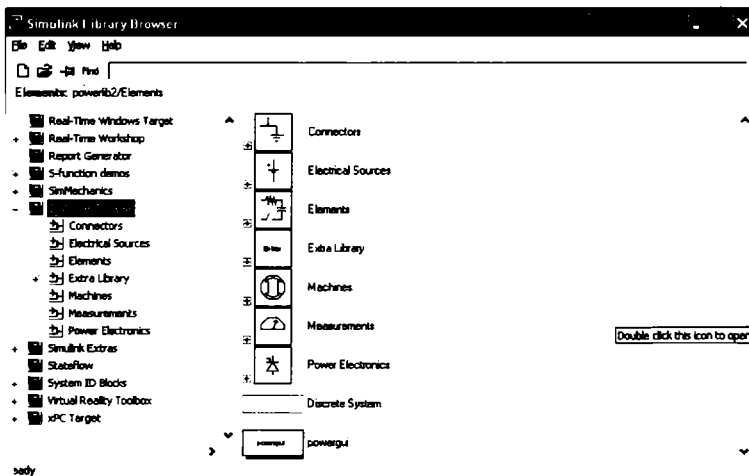 Simulink Library Browser
File Edit View Help
Find
Elements: powerlib2/Elements
Real-Time Windows Target
Real-Time Workshop
Report Generator
S-function demos
SimMechanics
Connectors
Electrical Sources
Elements
Extra Library
Machines
Measurements
Power Electronics
Simulink Extras
Stateflow
System ID Blocks
Virtual Reality Toolbox
xPC Target
Connectors
Electrical Sources
Elements
Extra Library
Machines
Measurements
Power Electronics
Discrete System
powergui
powergui
Double click this icon to open
eady